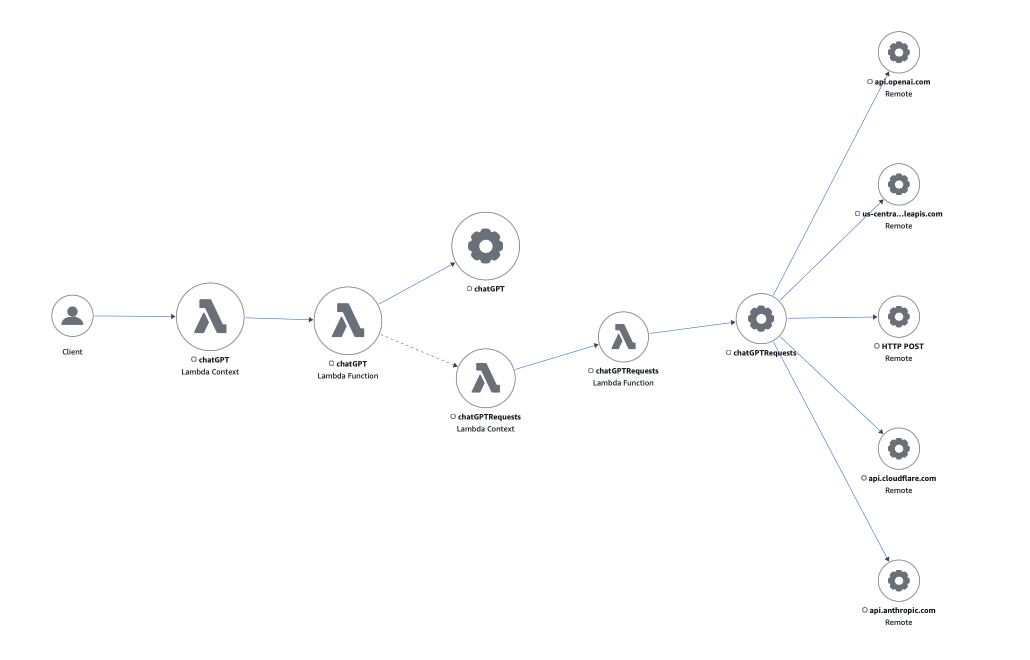 api.openai.com
Remote
us-centra...leapis.com
Remote
chatGPT
Client
chatGPT
Lambda Context
chatGPT
Lambda Function
chatGPTRequests
Lambda Context
chatGPTRequests
Lambda Function
chatGPTRequests
HTTP POST
Remote
api.cloudflare.com
Remote
api.anthropic.com
Remote